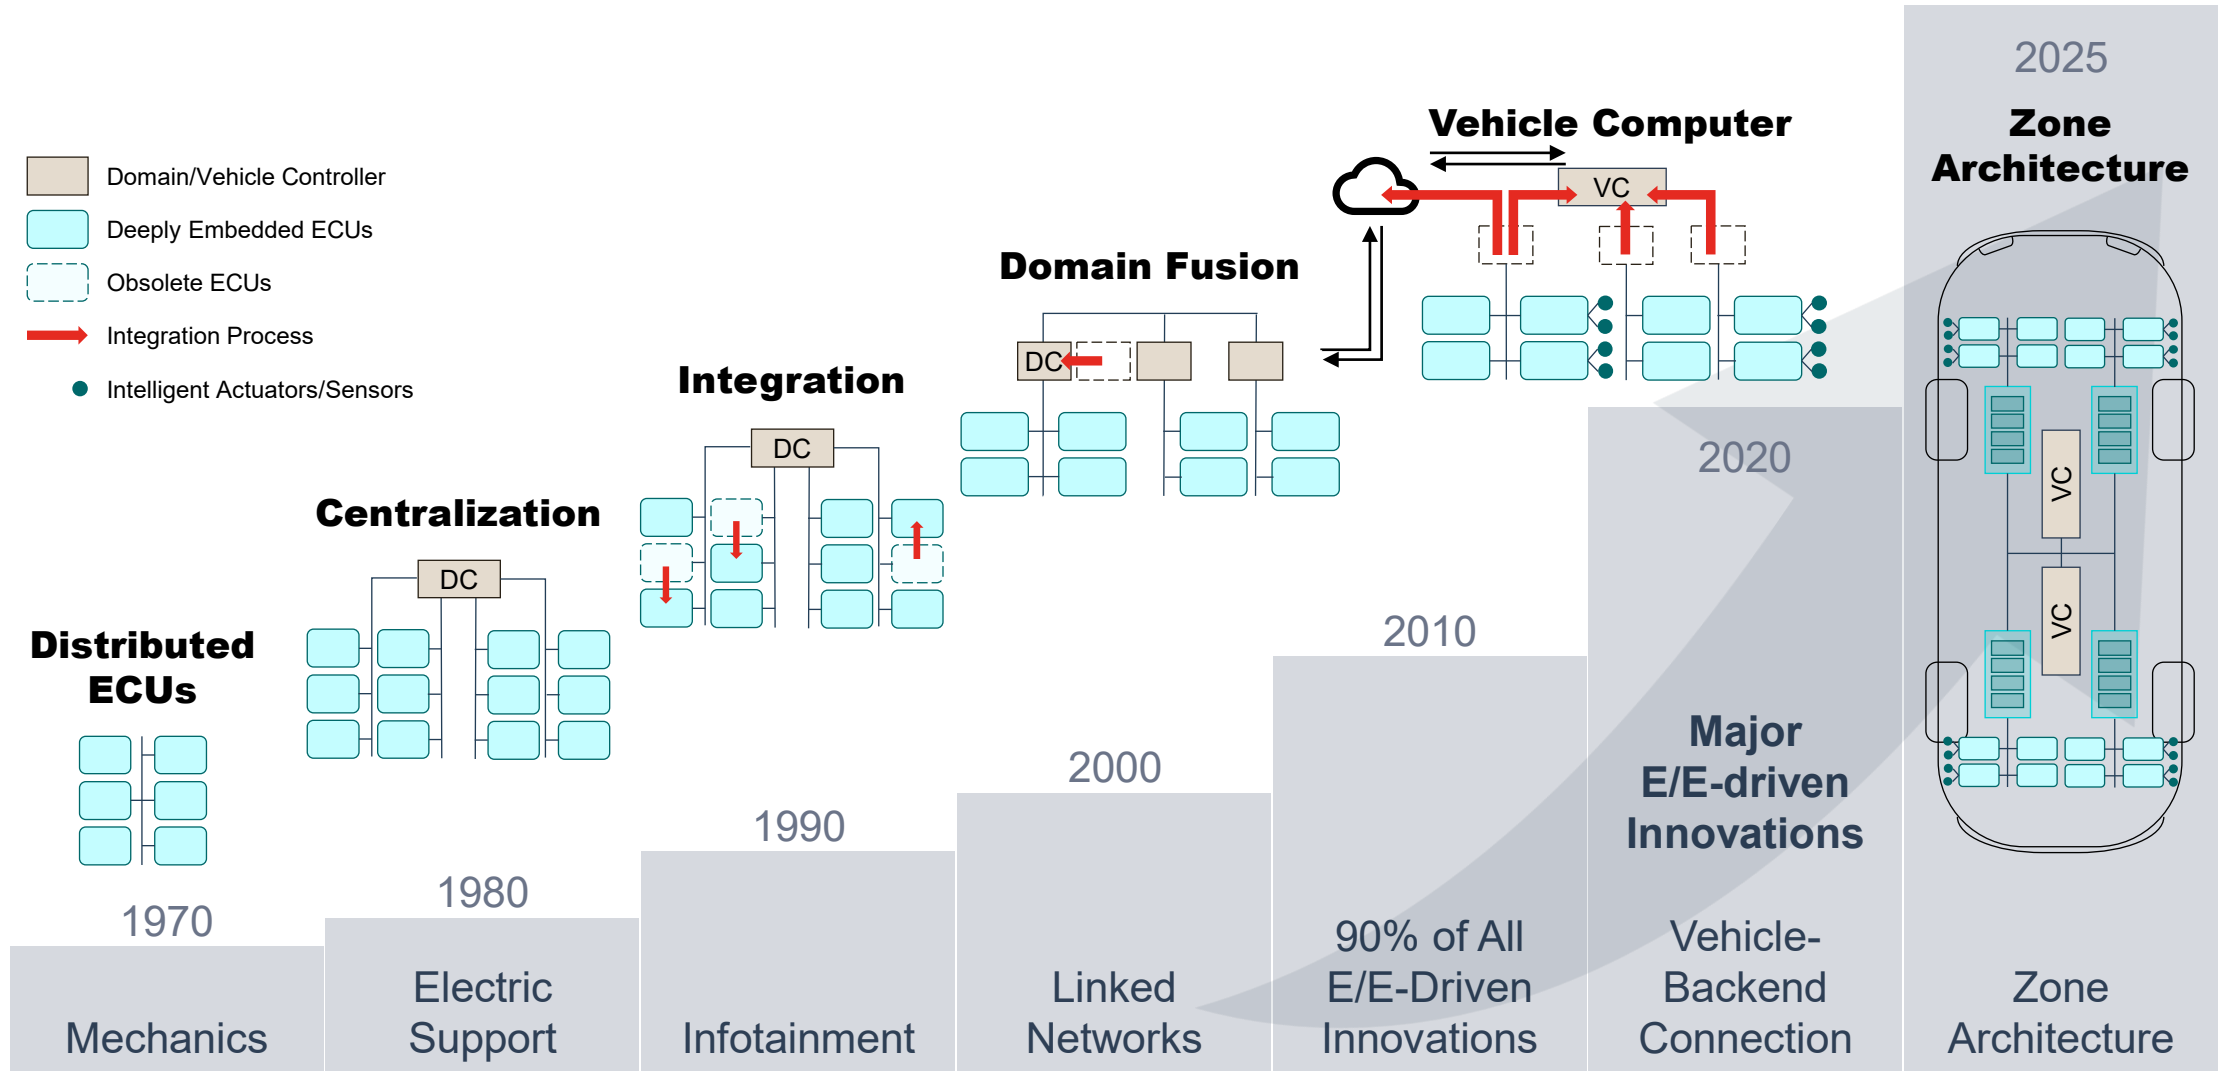 2025
Vehicle Computer
Zone
Architecture
Domain/Vehicle Controller
Deeply Embedded ECUs
Obsolete ECUs
Integration Process
Intelligent Actuators/Sensors
VC
Domain Fusion
DC
Integration
DC
Centralization
DC
Distributed
ECUs
VC
VC
2020
2010
2000
1990
1980
1970
Major
E/E-driven
Innovations
Mechanics
Electric
Support
Infotainment
Linked
Networks
90% of All
E/E-Driven
Innovations
Vehicle-
Backend
Connection
Zone
Architecture